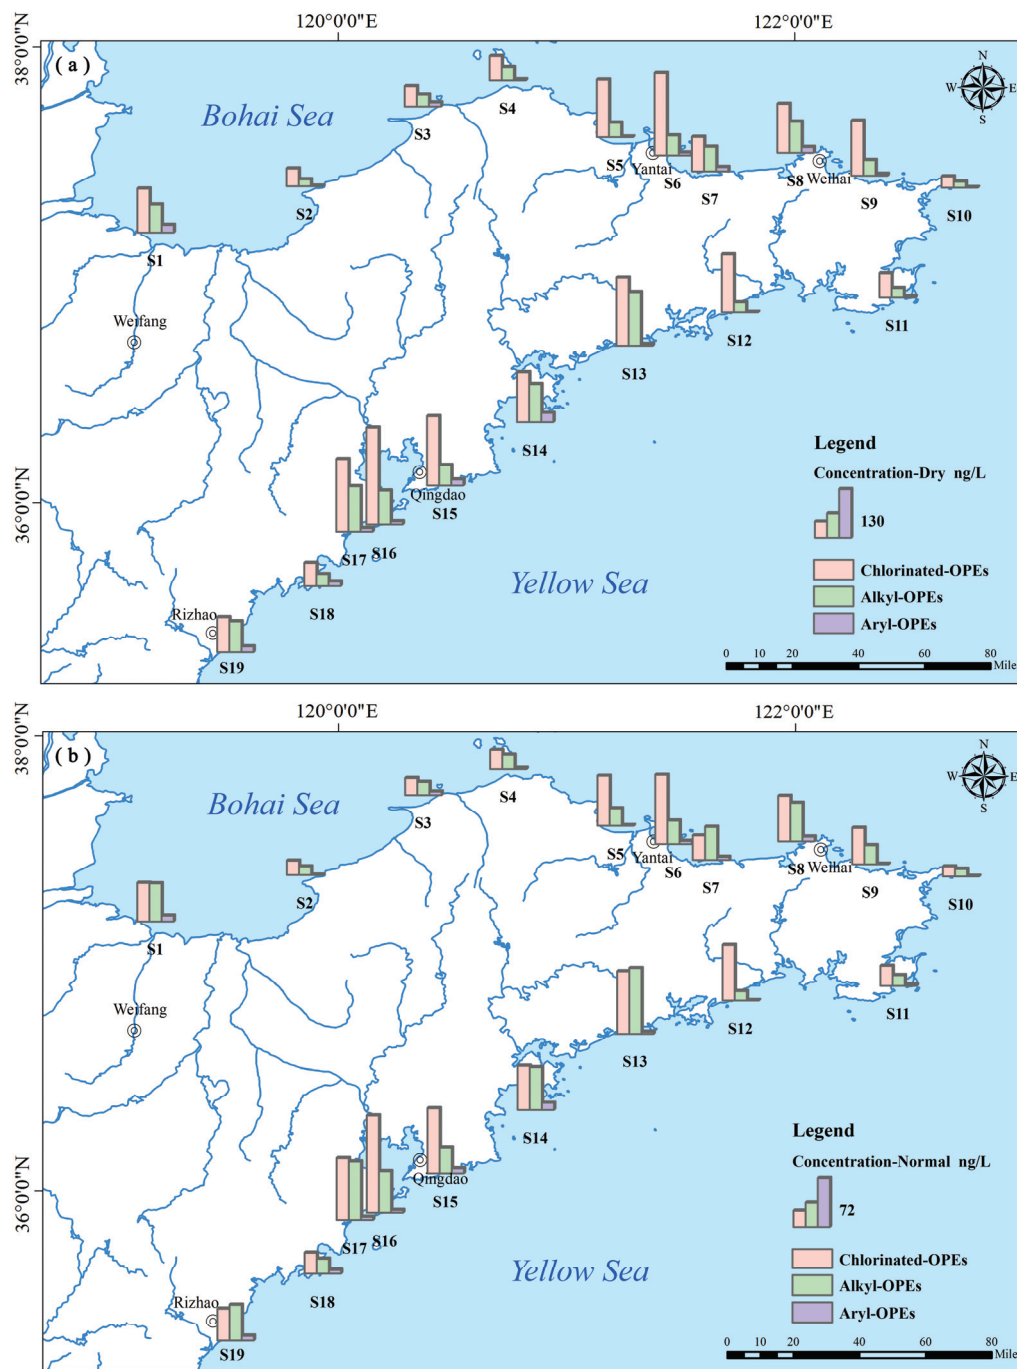 120°0'0"E 122°0'0"E
38°0'0"N
( a )
N
W E
S
Bohai Sea
S4
S3
S5
Yantai
S6
S7
S8
Weihai
S9
S10
S2
S1
S11
Weifang
S12
S13
S14
Legend
Concentration-Dry ng/L
130
Chlorinated-OPEs
Alkyl-OPEs
Aryl-OPEs
36°0'0"N
Qingdao
S15
S17
S16
Yellow Sea
S18
Rizhao
S19
0 10 20 40 60 80
Mile
120°0'0"E 122°0'0"E
38°0'0"N
( b )
N
W E
S
Bohai Sea
S4
S3
S5
Yantai
S6
S7
S8
Weihai
S9
S10
S2
S1
S11
Weifang
S12
S13
S14
Legend
Concentration-Normal ng/L
72
Chlorinated-OPEs
Alkyl-OPEs
Aryl-OPEs
36°0'0"N
Qingdao
S15
S17
S16
Yellow Sea
S18
Rizhao
S19
0 10 20 40 60 80
Mile